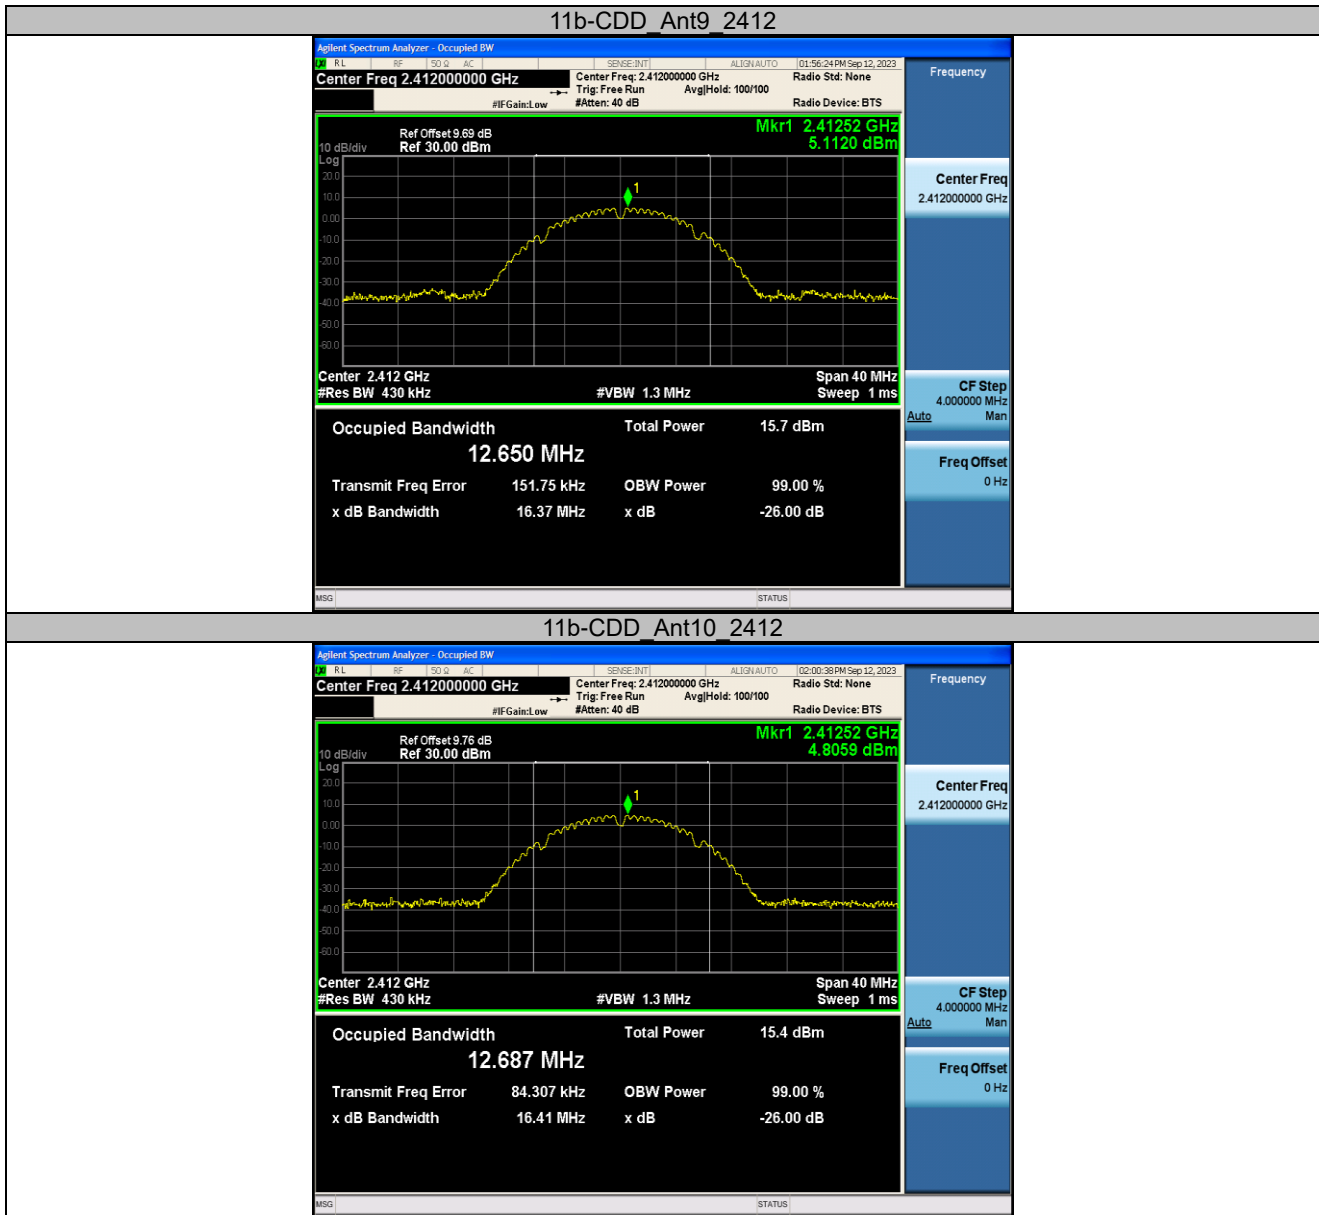 11b-CDD_Ant9_2412
Agilent Spectrum Analyzer - Occupied BW
RL RF 50 Ω AC SENSE:INT ALIGN AUTO 01:56:24 PM Sep 12, 2023
Center Freq 2.412000000 GHz
Center Freq: 2.412000000 GHz Radio Std: None
Trig: Free Run Avg|Hold: 100/100
#IFGain:Low #Atten: 40 dB Radio Device: BTS
Frequency
Mkr1 2.41252 GHz
5.1120 dBm
Ref Offset 9.69 dB
10 dB/div Ref 30.00 dBm
Log
20.0
10.0
0.00
-10.0
-20.0
-30.0
-40.0
-50.0
-60.0
1
Center 2.412 GHz Span 40 MHz
#Res BW 430 kHz #VBW 1.3 MHz Sweep 1 ms
Center Freq
2.412000000 GHz
CF Step
4.000000 MHz
Auto Man
Freq Offset
0 Hz
Occupied Bandwidth Total Power 15.7 dBm
12.650 MHz
Transmit Freq Error 151.75 kHz OBW Power 99.00 %
x dB Bandwidth 16.37 MHz x dB -26.00 dB
MSG STATUS
11b-CDD_Ant10_2412
Agilent Spectrum Analyzer - Occupied BW
RL RF 50 Ω AC SENSE:INT ALIGN AUTO 02:00:38 PM Sep 12, 2023
Center Freq 2.412000000 GHz
Center Freq: 2.412000000 GHz Radio Std: None
Trig: Free Run Avg|Hold: 100/100
#IFGain:Low #Atten: 40 dB Radio Device: BTS
Frequency
Mkr1 2.41252 GHz
4.8059 dBm
Ref Offset 9.76 dB
10 dB/div Ref 30.00 dBm
Log
20.0
10.0
0.00
-10.0
-20.0
-30.0
-40.0
-50.0
-60.0
1
Center 2.412 GHz Span 40 MHz
#Res BW 430 kHz #VBW 1.3 MHz Sweep 1 ms
Center Freq
2.412000000 GHz
CF Step
4.000000 MHz
Auto Man
Freq Offset
0 Hz
Occupied Bandwidth Total Power 15.4 dBm
12.687 MHz
Transmit Freq Error 84.307 kHz OBW Power 99.00 %
x dB Bandwidth 16.41 MHz x dB -26.00 dB
MSG STATUS